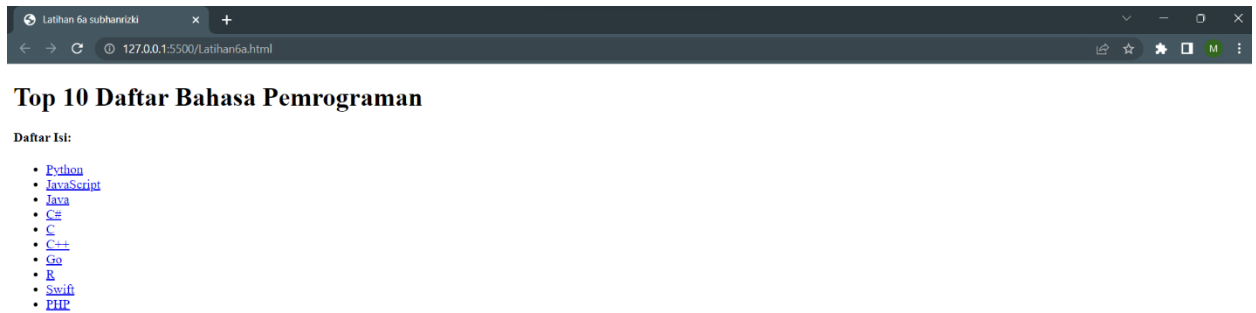 Latihan 6a subhanrizki
127.0.0.1:5500/Latihan6a.html
M
Top 10 Daftar Bahasa Pemrograman
Daftar Isi:
Python
JavaScript
Java
C#
C
C++
Go
R
Swift
PHP